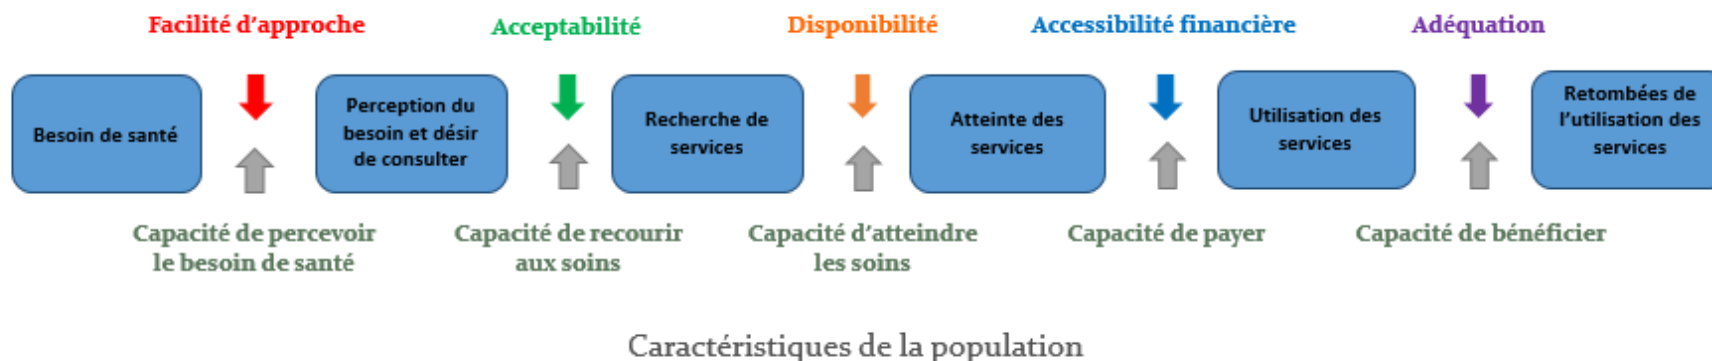 Facilité d'approche
Acceptabilité
Disponibilité
Accessibilité financière
Adéquation
Besoin de santé
Perception du
besoin et désir
de consulter
Recherche de
services
Atteinte des
services
Utilisation des
services
Retombées de
l'utilisation des
services
Capacité de percevoir
le besoin de santé
Capacité de recourir
aux soins
Capacité d'atteindre
les soins
Capacité de payer
Capacité de bénéficier
Caractéristiques de la population